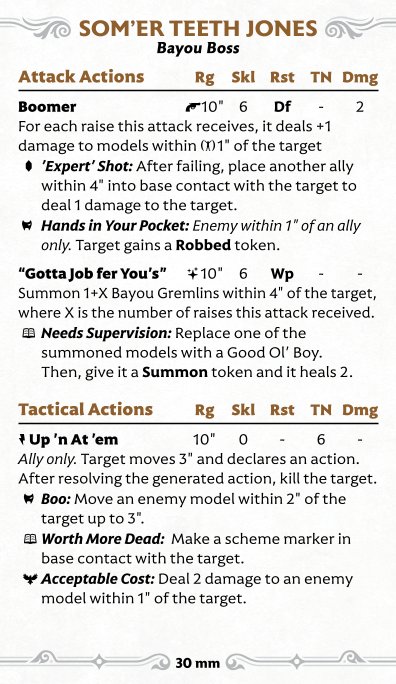 SOM'ER TEETH JONES
Bayou Boss
Attack Actions Rg Skl Rst TN Dmg
Boomer 10" 6 Df - 2
For each raise this attack receives, it deals +1
damage to models within 1" of the target
'Expert' Shot: After failing, place another ally
within 4" into base contact with the target to
deal 1 damage to the target.
Hands in Your Pocket: Enemy within 1" of an ally
only. Target gains a Robbed token.
"Gotta Job fer You's" 10" 6 Wp - -
Summon 1+X Bayou Gremlins within 4" of the target,
where X is the number of raises this attack received.
Needs Supervision: Replace one of the
summoned models with a Good Ol' Boy.
Then, give it a Summon token and it heals 2.
Tactical Actions Rg Skl Rst TN Dmg
Up 'n At 'em 10" 0 - 6 -
Ally only. Target moves 3" and declares an action.
After resolving the generated action, kill the target.
Boo: Move an enemy model within 2" of the
target up to 3".
Worth More Dead: Make a scheme marker in
base contact with the target.
Acceptable Cost: Deal 2 damage to an enemy
model within 1" of the target.
30 mm